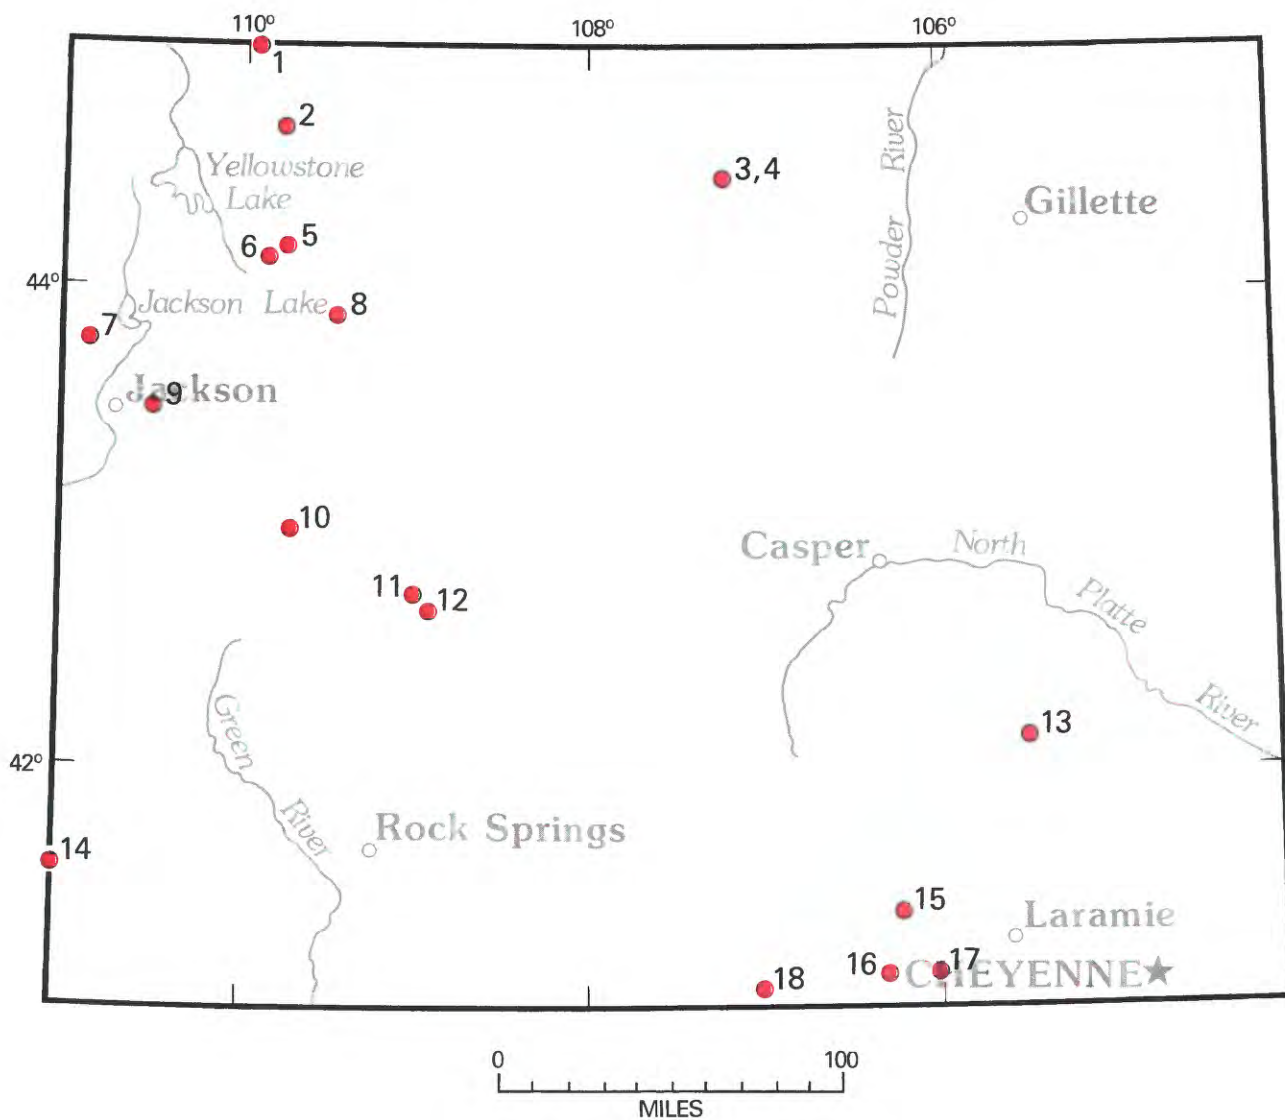 110°
108°
106°
1
2
3,4
Yellowstone
Lake
Powder River
Gillette
5
6
44°
Jackson Lake
8
7
Jackson
9
10
Casper
North
Platte
River
11
12
Green
River
13
42°
Rock Springs
14
15
Laramie
16
17
CHEYENNE
18
0
100
MILES